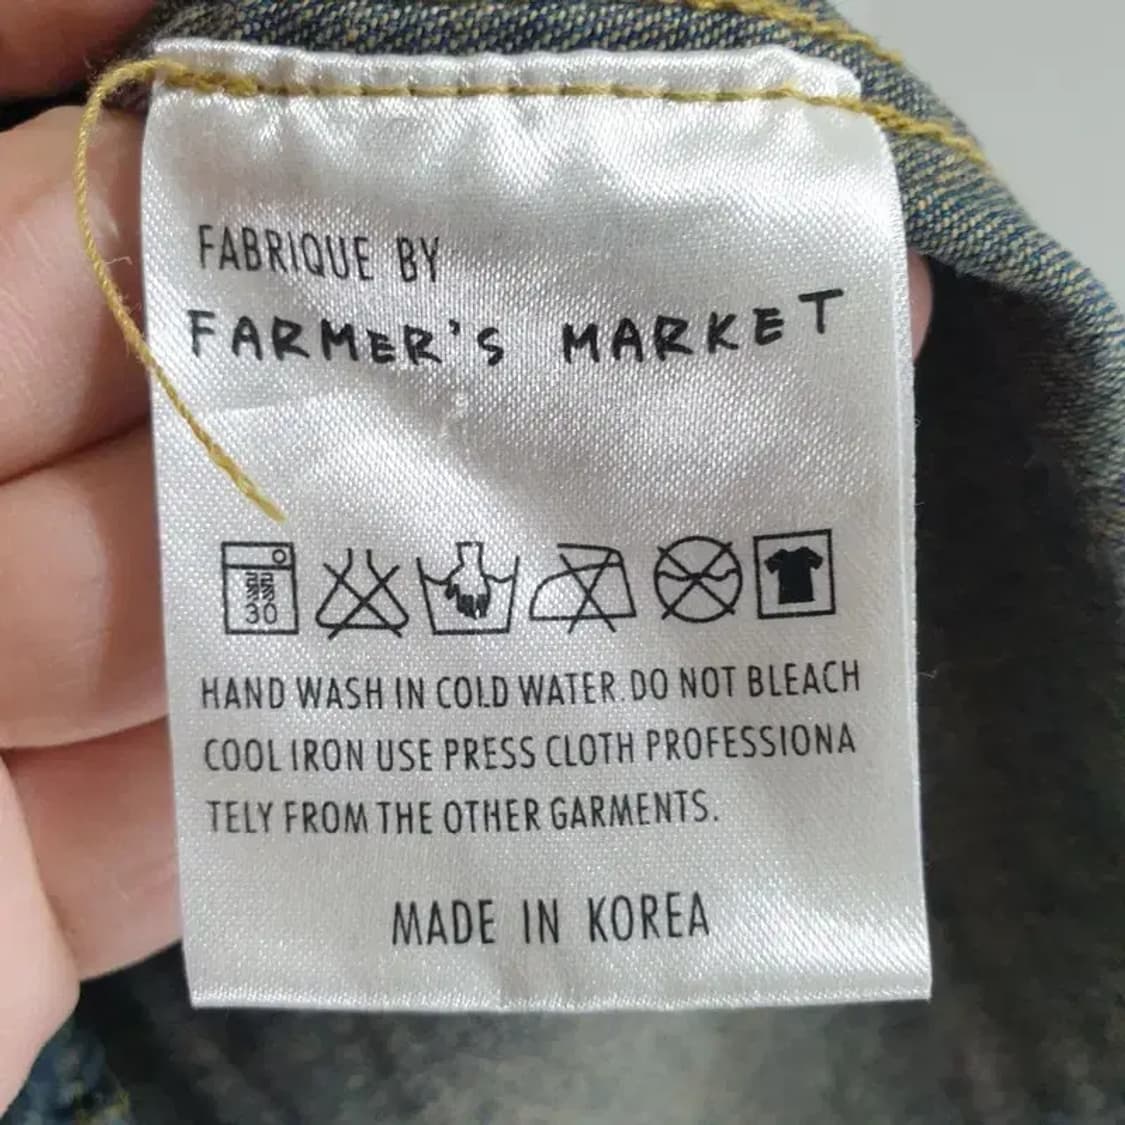 FABRIQUE BY
FARMER'S MARKET
30
HAND WASH IN COLD WATER. DO NOT BLEACH
COOL IRON USE PRESS CLOTH PROFESSIONA
TELY FROM THE OTHER GARMENTS.
MADE IN KOREA